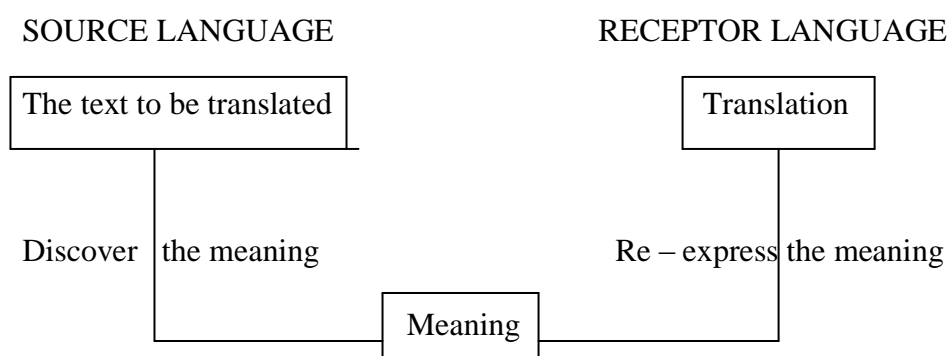 SOURCE LANGUAGE RECEPTOR LANGUAGE
The text to be translated Translation
Discover the meaning Re – express the meaning
Meaning